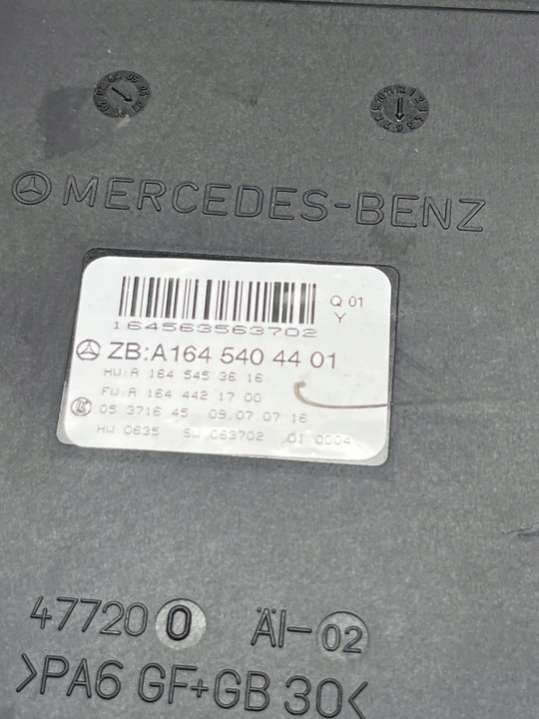 MERCEDES-BENZ
Q 01
Y
164563563702
ZB:A164 540 44 01
HW:A 164 545 36 16
FW:A 164 442 17 00
05 3716 45 09.07.07 16
HW 0635 SW 063702 01 0004
47720 0 ÄI-02
>PA6 GF+GB 30<